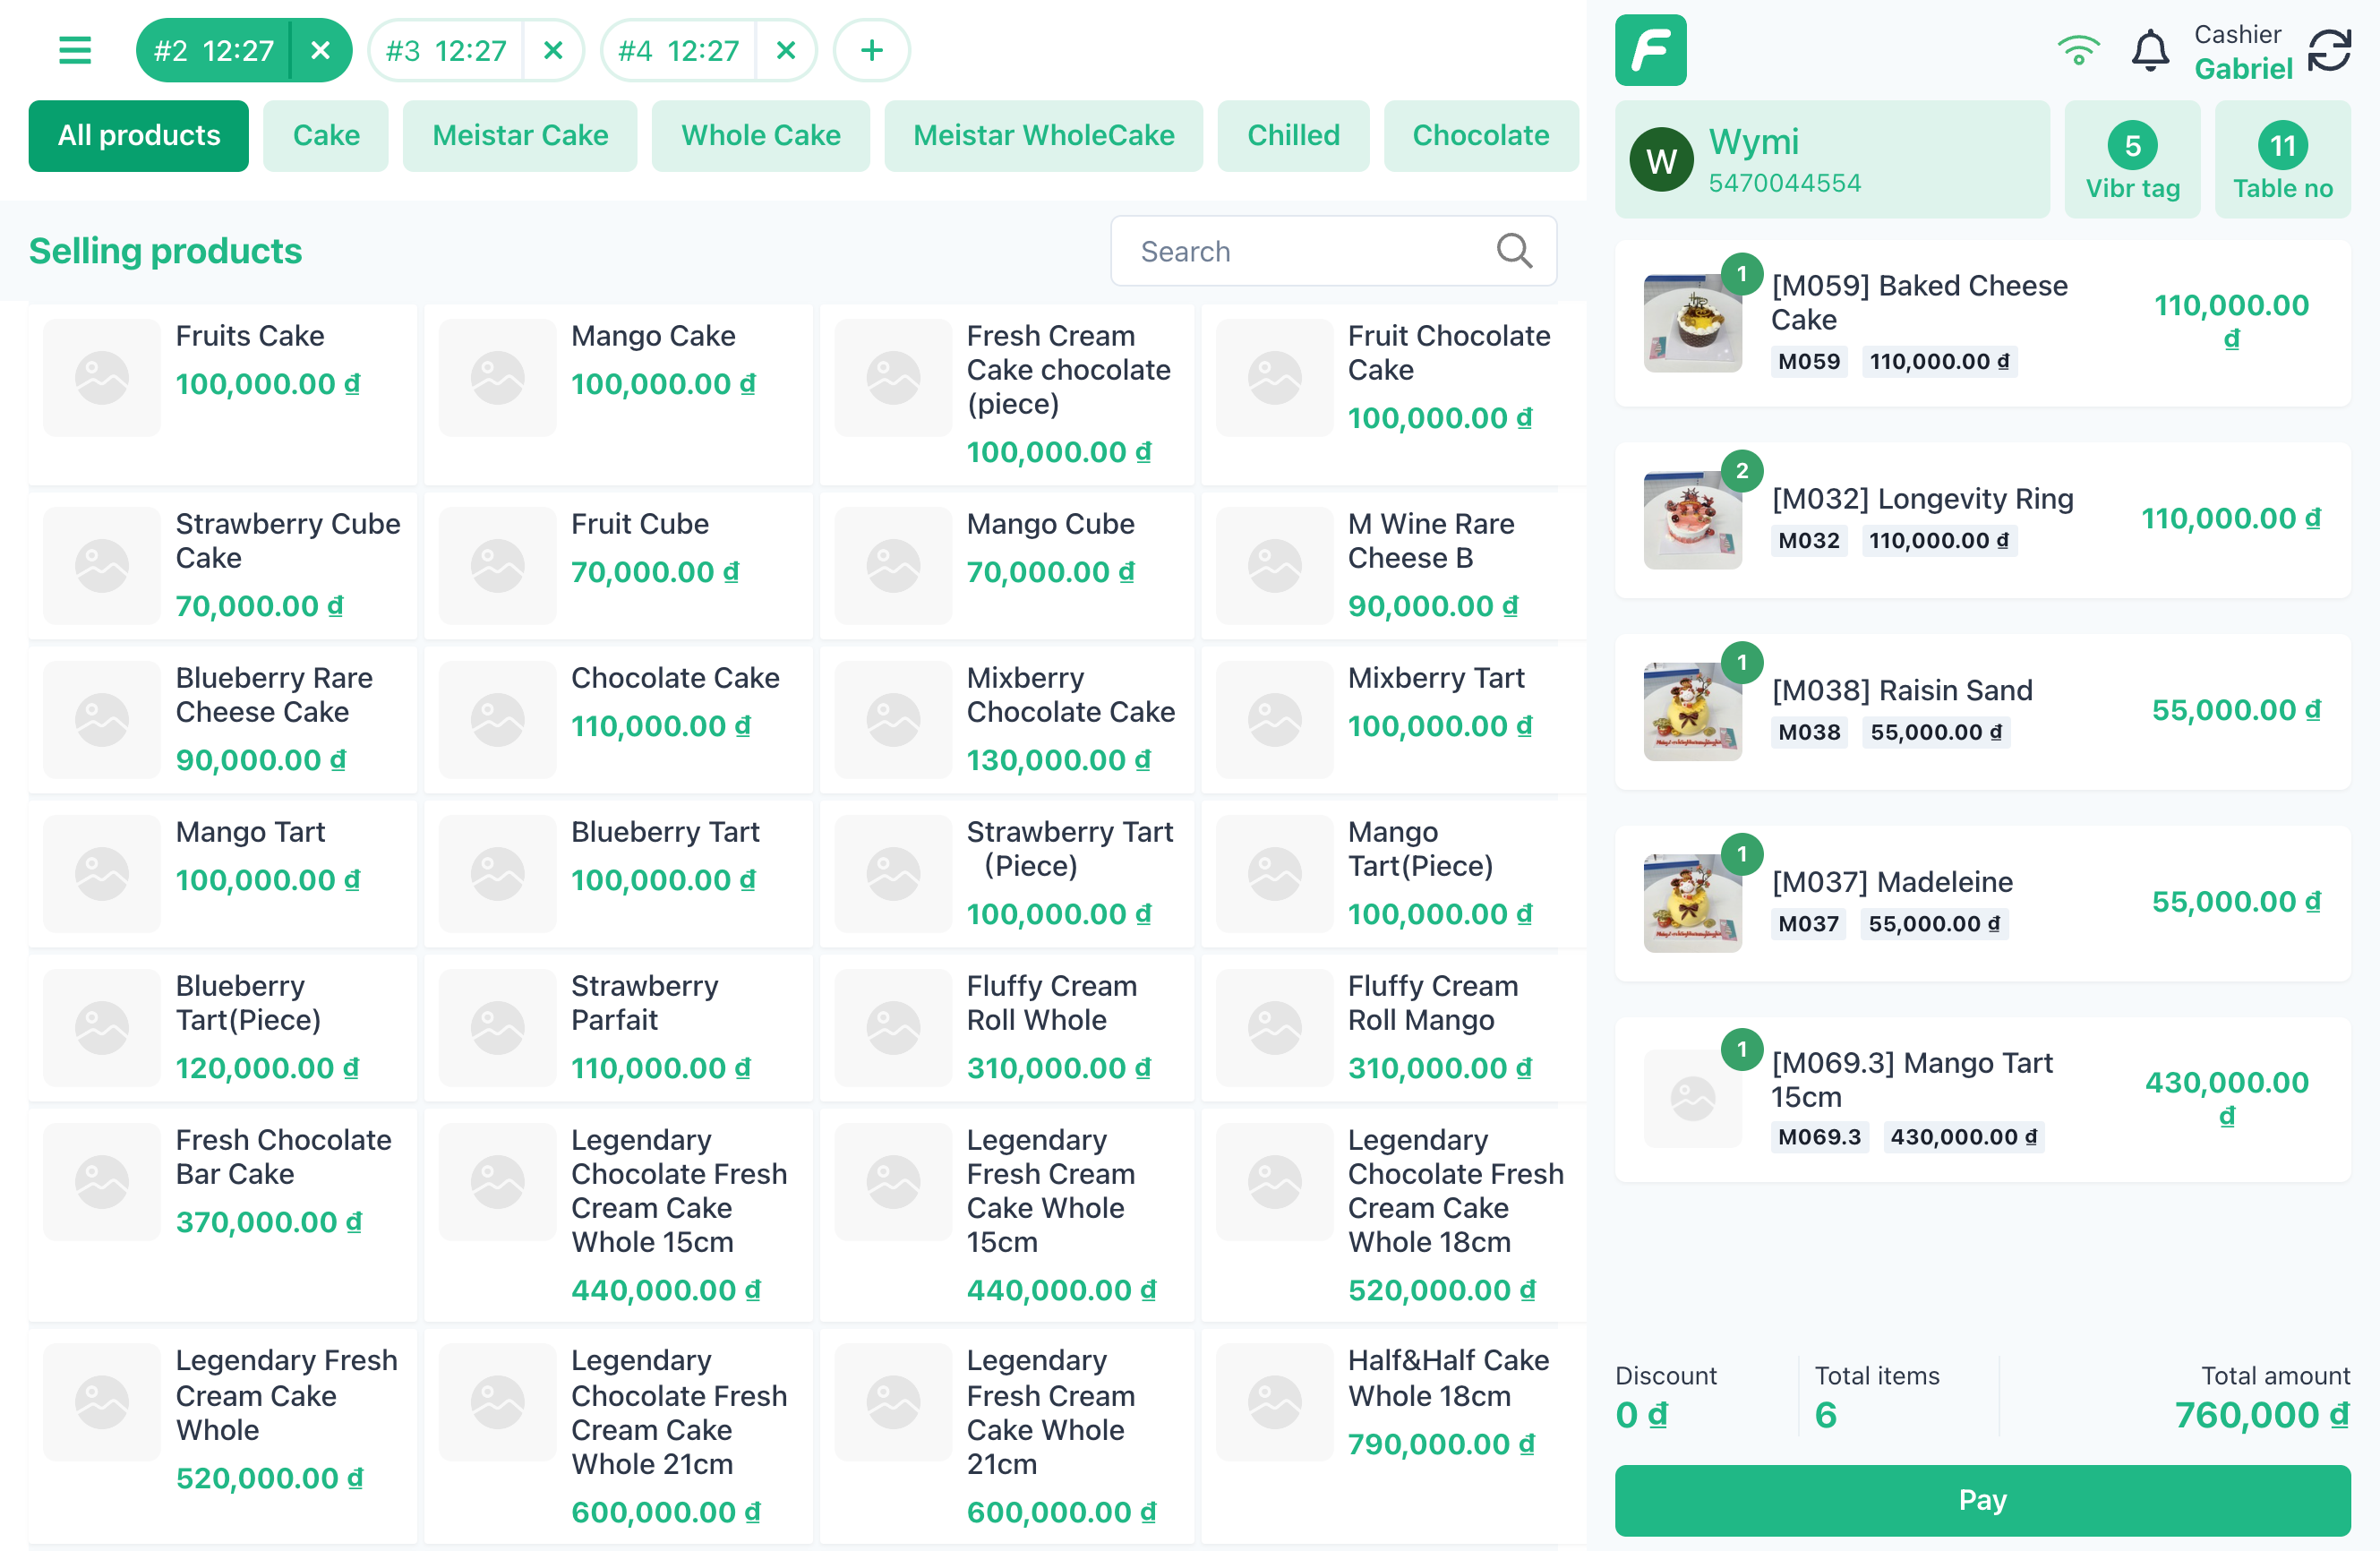 #2 12:27
#3 12:27
#4 12:27
+
All products
Cake
Meistar Cake
Whole Cake
Meistar WholeCake
Chilled
Chocolate
Selling products
Search
Fruits Cake
100,000.00 ₫
Mango Cake
100,000.00 ₫
Fresh Cream
Cake chocolate
(piece)
100,000.00 ₫
Fruit Chocolate
Cake
100,000.00 ₫
Strawberry Cube
Cake
70,000.00 ₫
Fruit Cube
70,000.00 ₫
Mango Cube
70,000.00 ₫
M Wine Rare
Cheese B
90,000.00 ₫
Blueberry Rare
Cheese Cake
90,000.00 ₫
Chocolate Cake
110,000.00 ₫
Mixberry
Chocolate Cake
130,000.00 ₫
Mixberry Tart
100,000.00 ₫
Mango Tart
100,000.00 ₫
Blueberry Tart
100,000.00 ₫
Strawberry Tart
(Piece)
100,000.00 ₫
Mango
Tart(Piece)
100,000.00 ₫
Blueberry
Tart(Piece)
120,000.00 ₫
Strawberry
Parfait
110,000.00 ₫
Fluffy Cream
Roll Whole
310,000.00 ₫
Fluffy Cream
Roll Mango
310,000.00 ₫
Fresh Chocolate
Bar Cake
370,000.00 ₫
Legendary
Chocolate Fresh
Cream Cake
Whole 15cm
440,000.00 ₫
Legendary
Fresh Cream
Cake Whole
15cm
440,000.00 ₫
Legendary
Chocolate Fresh
Cream Cake
Whole 18cm
520,000.00 ₫
Legendary Fresh
Cream Cake
Whole
520,000.00 ₫
Legendary
Chocolate Fresh
Cream Cake
Whole 21cm
600,000.00 ₫
Legendary
Fresh Cream
Cake Whole
21cm
600,000.00 ₫
Half&Half Cake
Whole 18cm
790,000.00 ₫
F
Cashier
Gabriel
W
Wymi
5470044554
5
Vibr tag
11
Table no
1
[M059] Baked Cheese
Cake
M059 110,000.00 ₫
110,000.00
₫
2
[M032] Longevity Ring
M032 110,000.00 ₫
110,000.00 ₫
1
[M038] Raisin Sand
M038 55,000.00 ₫
55,000.00 ₫
1
[M037] Madeleine
M037 55,000.00 ₫
55,000.00 ₫
1
[M069.3] Mango Tart
15cm
M069.3 430,000.00 ₫
430,000.00
₫
Discount
0 ₫
Total items
6
Total amount
760,000 ₫
Pay